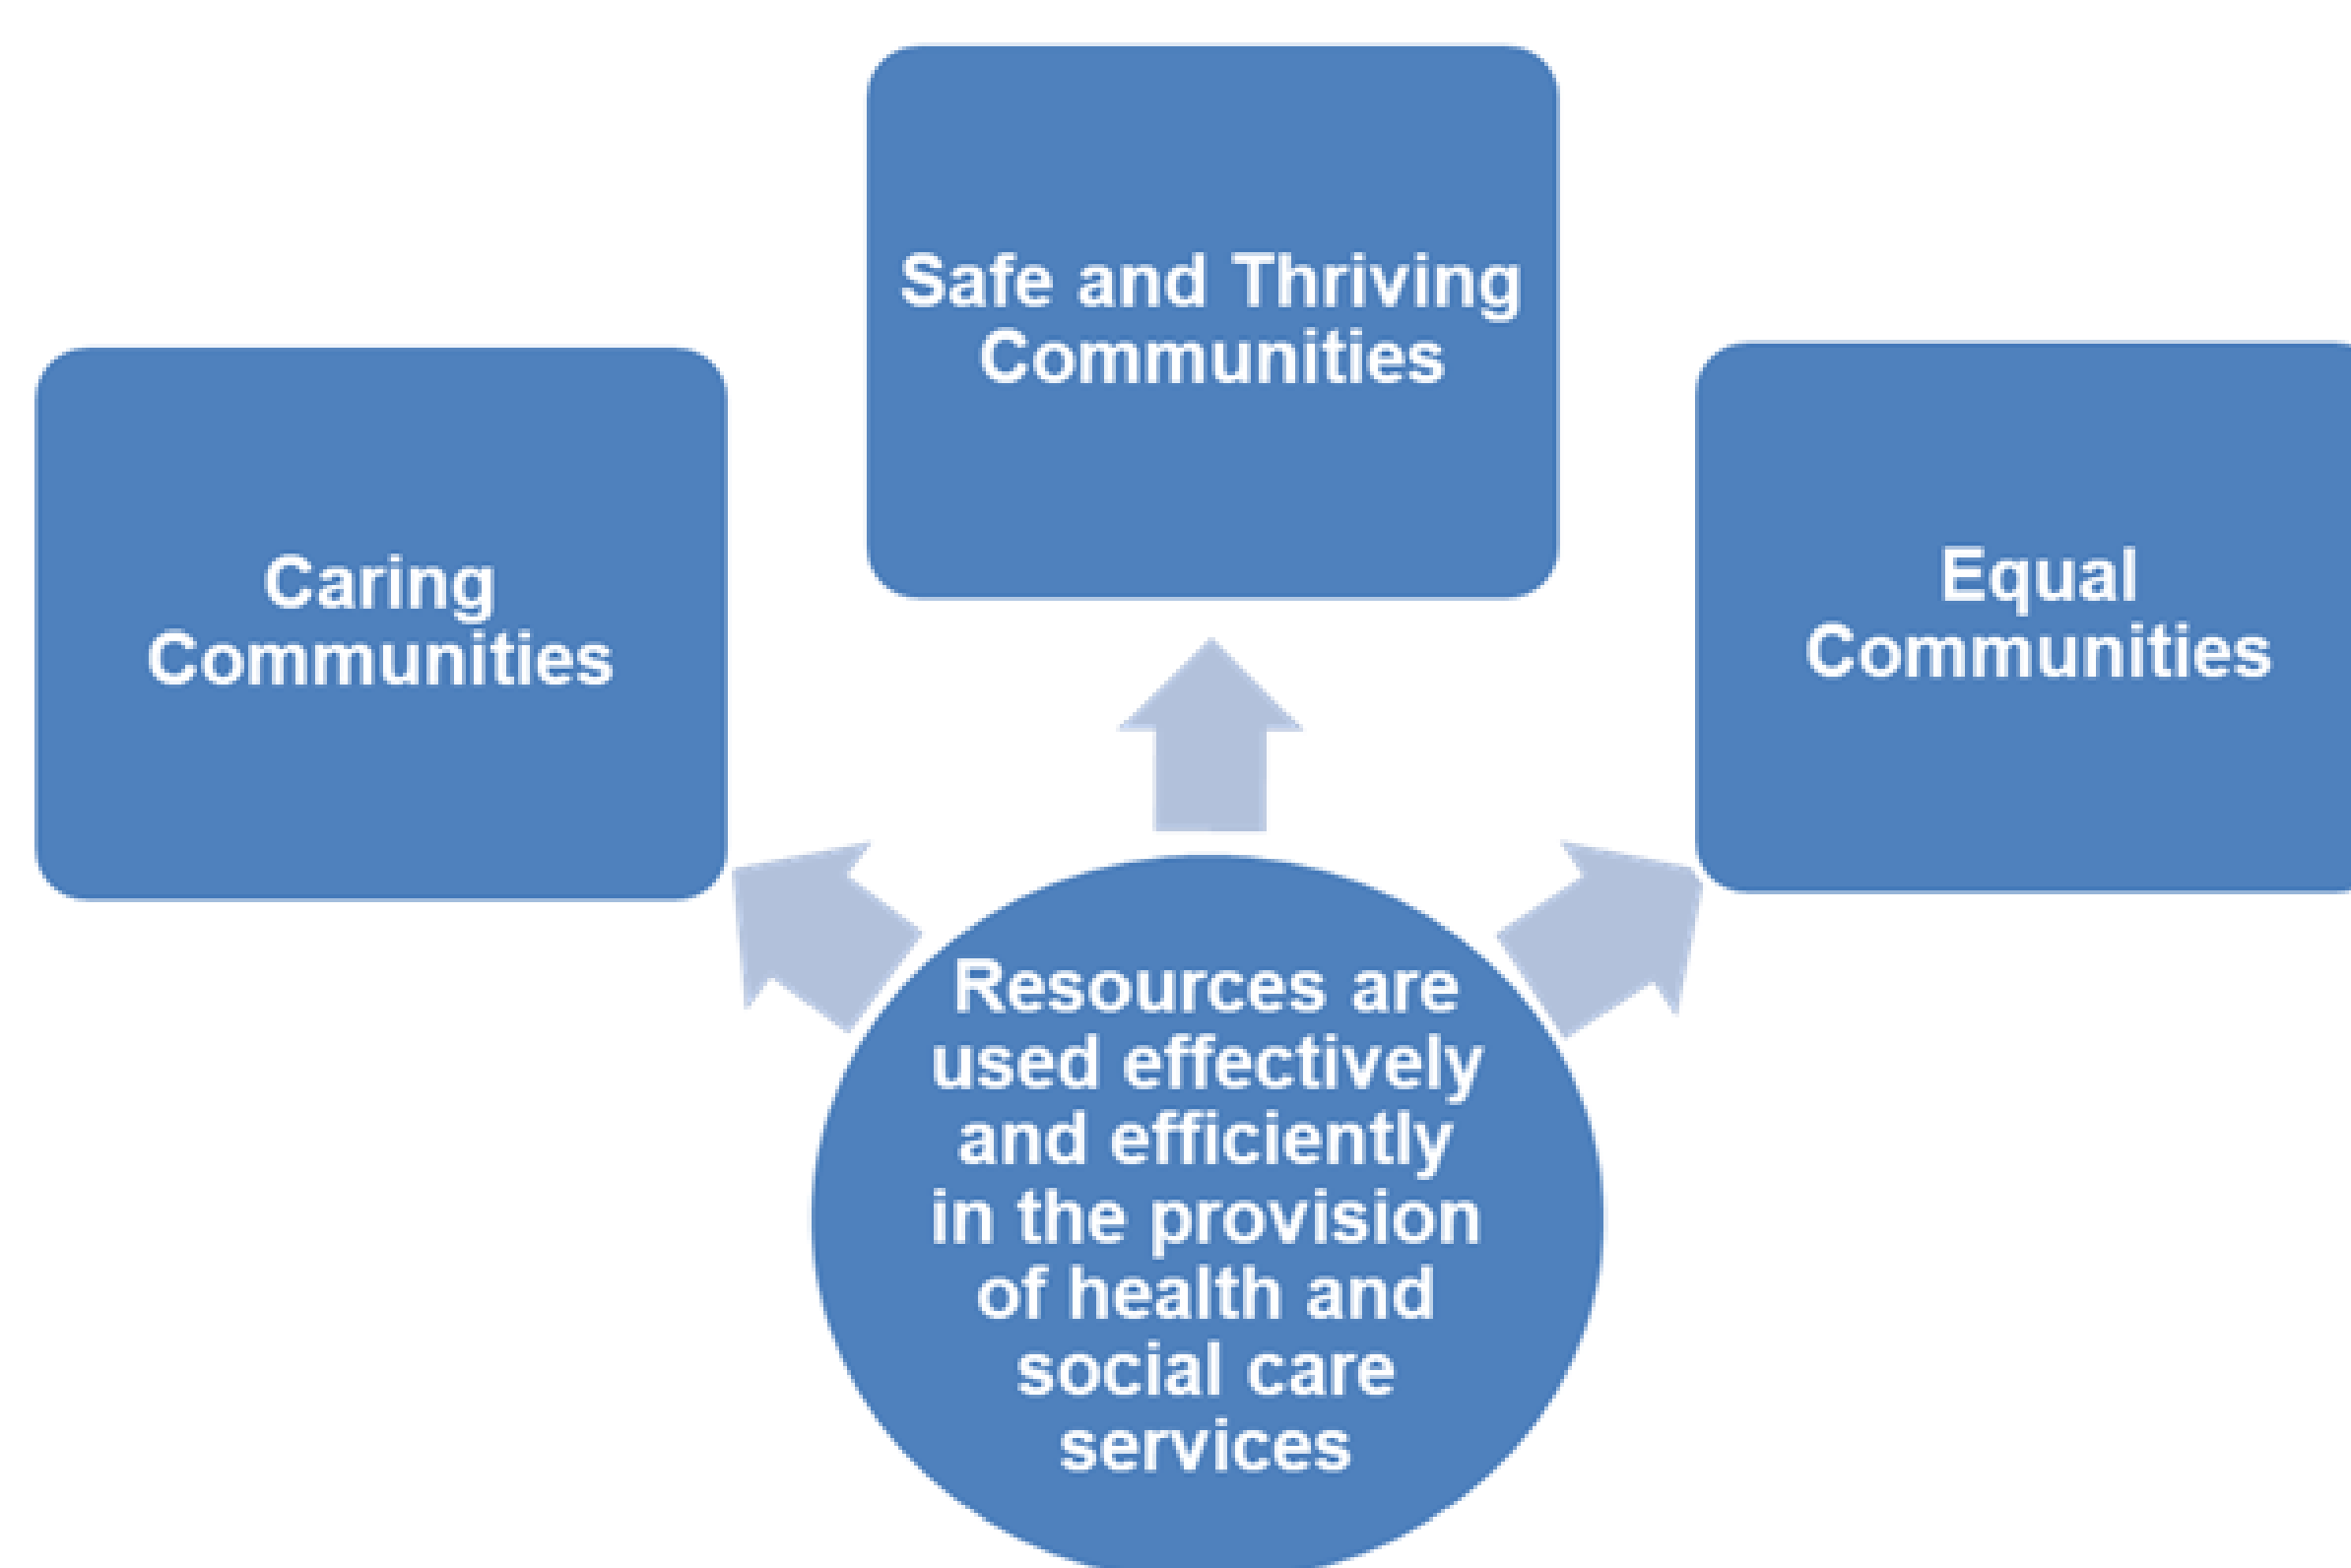 Safe and Thriving
Communities
Caring
Communities
Equal
Communities
Resources are
used effectively
and efficiently
in the provision
of health and
social care
services